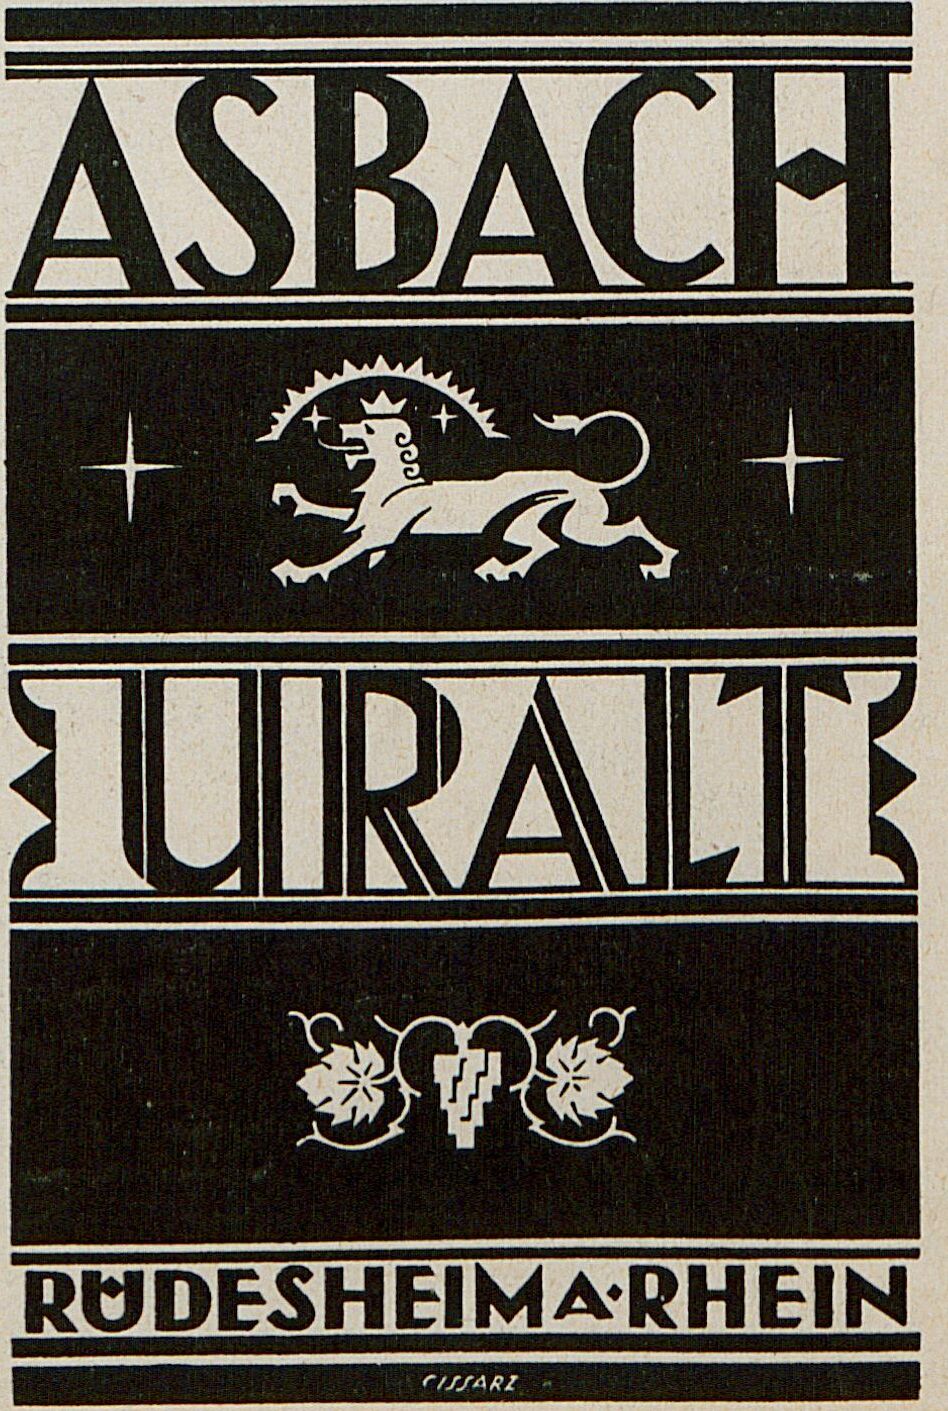 ASBACH
URALT
RÜDESHEIM A·RHEIN
CISSARZ